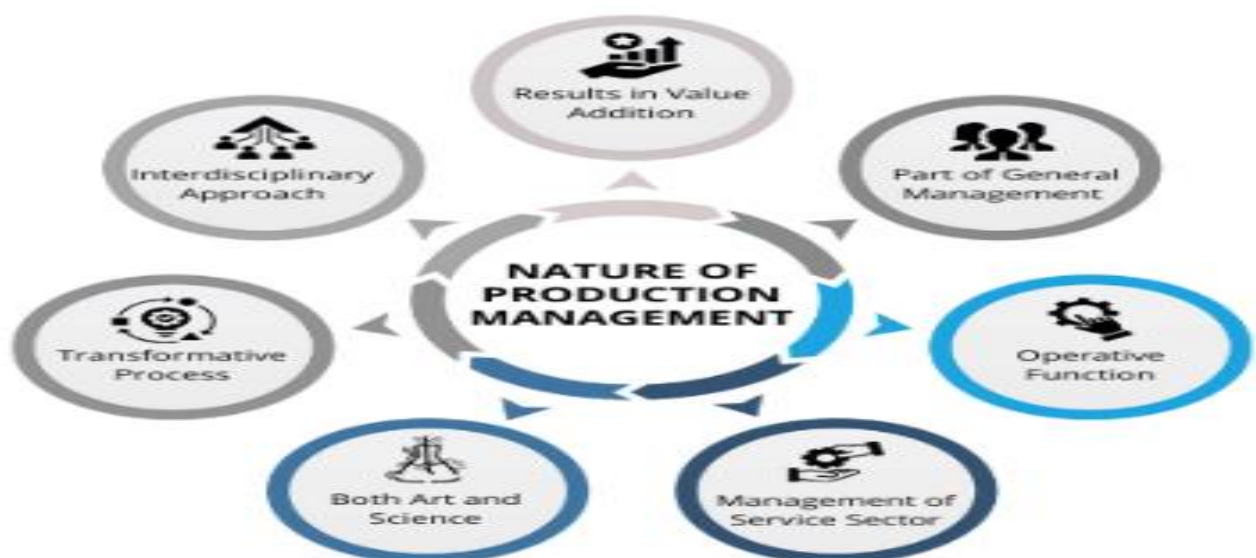 Results in Value
Addition
Interdisciplinary
Approach
Part of General
Management
NATURE OF
PRODUCTION
MANAGEMENT
Transformative
Process
Operative
Function
Both Art and
Science
Management of
Service Sector